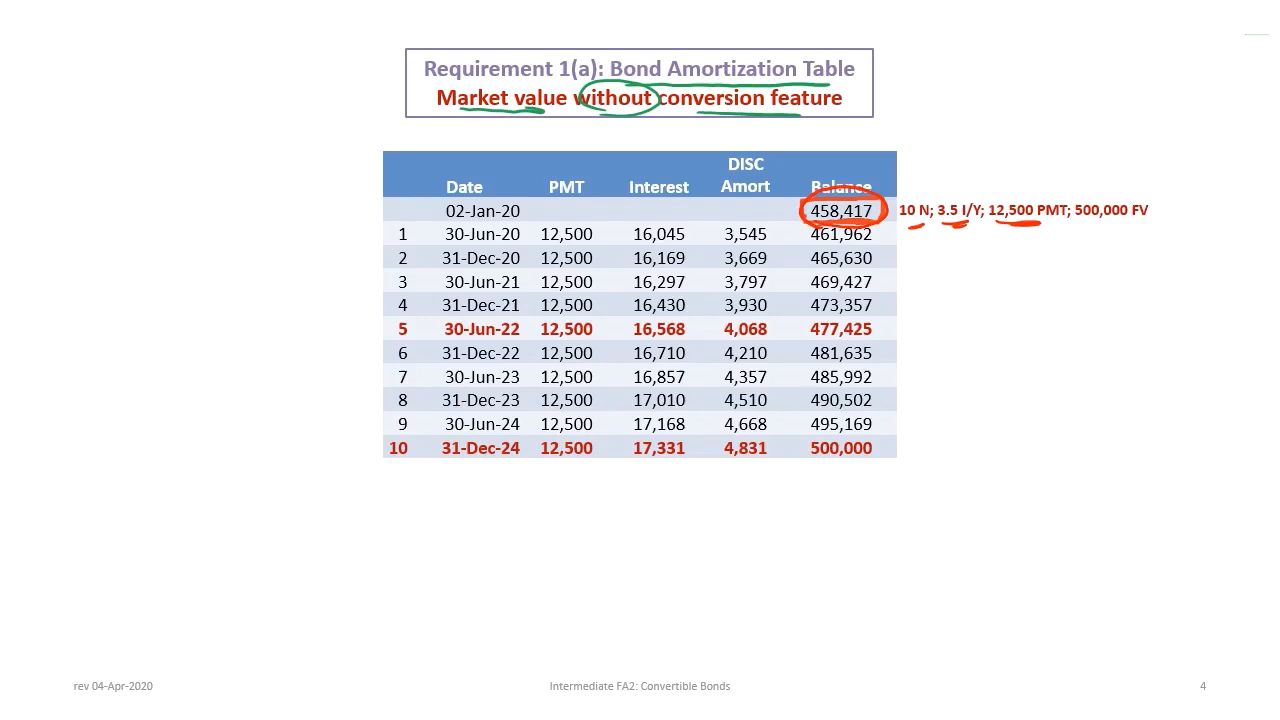 Requirement 1(a): Bond Amortization Table
Market value without conversion feature
Date PMT Interest DISC Amort Balance
02-Jan-20 458,417 10 N; 3.5 I/Y; 12,500 PMT; 500,000 FV
1 30-Jun-20 12,500 16,045 3,545 461,962
2 31-Dec-20 12,500 16,169 3,669 465,630
3 30-Jun-21 12,500 16,297 3,797 469,427
4 31-Dec-21 12,500 16,430 3,930 473,357
5 30-Jun-22 12,500 16,568 4,068 477,425
6 31-Dec-22 12,500 16,710 4,210 481,635
7 30-Jun-23 12,500 16,857 4,357 485,992
8 31-Dec-23 12,500 17,010 4,510 490,502
9 30-Jun-24 12,500 17,168 4,668 495,169
10 31-Dec-24 12,500 17,331 4,831 500,000
rev 04-Apr-2020 Intermediate FA2: Convertible Bonds 4